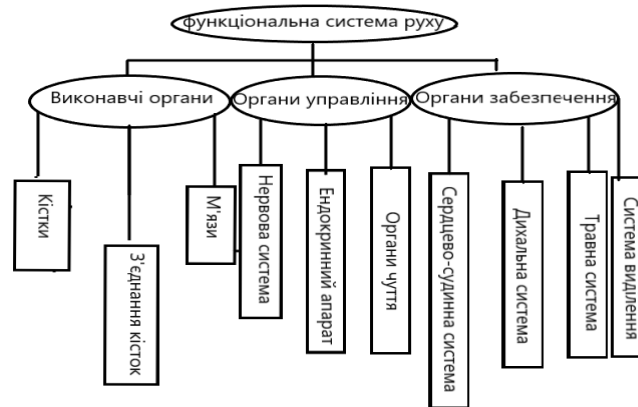 функціональна система руху
Виконавчі органи
Органи управління
Органи забезпечення
Кістки
З'єднання кісток
М'язи
Нервова система
Ендокринний апарат
Органи чуття
Сердцево-судинна система
Дихальна система
Травна система
Система виділення